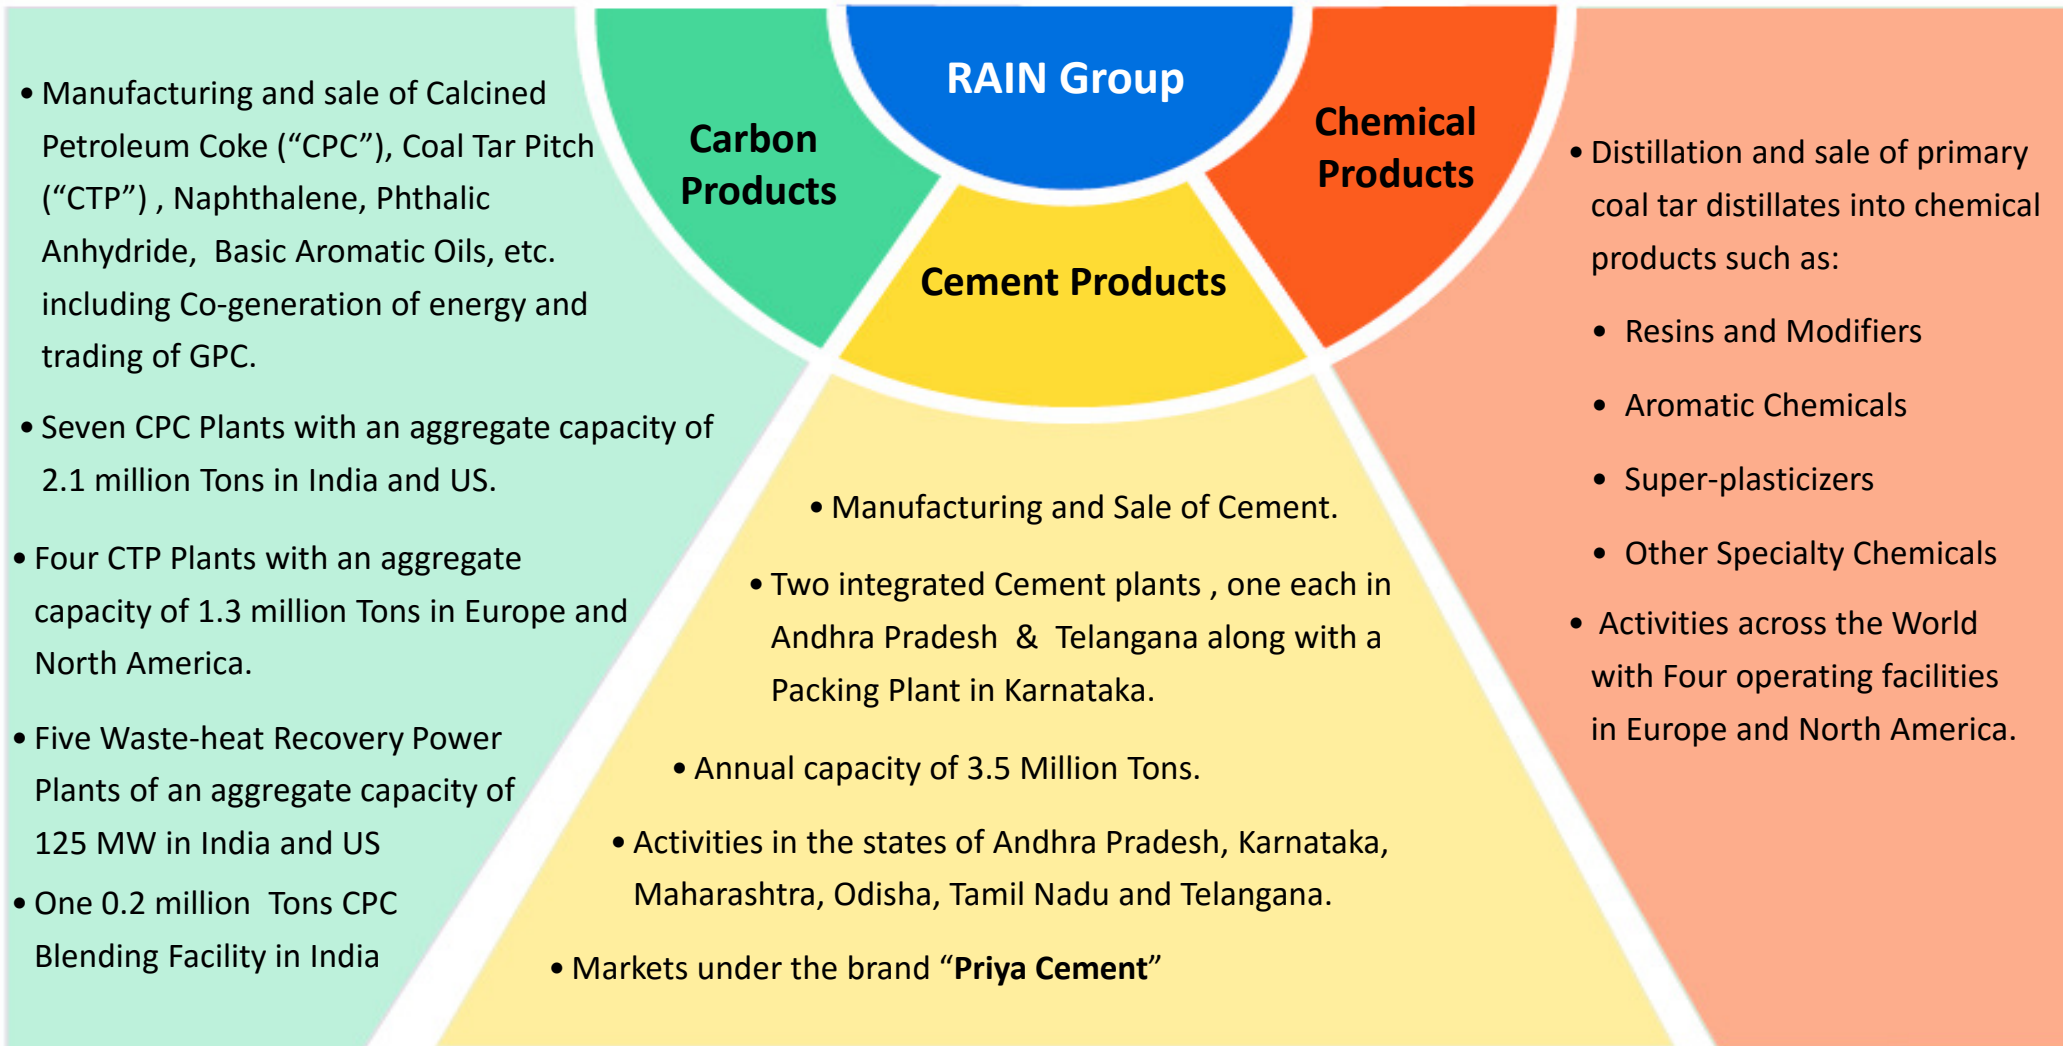 RAIN Group
Carbon
Products
• Manufacturing and sale of Calcined
Petroleum Coke (“CPC”), Coal Tar Pitch
(“CTP”) , Naphthalene, Phthalic
Anhydride, Basic Aromatic Oils, etc.
including Co-generation of energy and
trading of GPC.
• Seven CPC Plants with an aggregate capacity of
2.1 million Tons in India and US.
• Four CTP Plants with an aggregate
capacity of 1.3 million Tons in Europe and
North America.
• Five Waste-heat Recovery Power
Plants of an aggregate capacity of
125 MW in India and US
• One 0.2 million Tons CPC
Blending Facility in India
Cement Products
• Manufacturing and Sale of Cement.
• Two integrated Cement plants , one each in
Andhra Pradesh & Telangana along with a
Packing Plant in Karnataka.
• Annual capacity of 3.5 Million Tons.
• Activities in the states of Andhra Pradesh, Karnataka,
Maharashtra, Odisha, Tamil Nadu and Telangana.
• Markets under the brand “Priya Cement”
Chemical
Products
• Distillation and sale of primary
coal tar distillates into chemical
products such as:
• Resins and Modifiers
• Aromatic Chemicals
• Super-plasticizers
• Other Specialty Chemicals
• Activities across the World
with Four operating facilities
in Europe and North America.